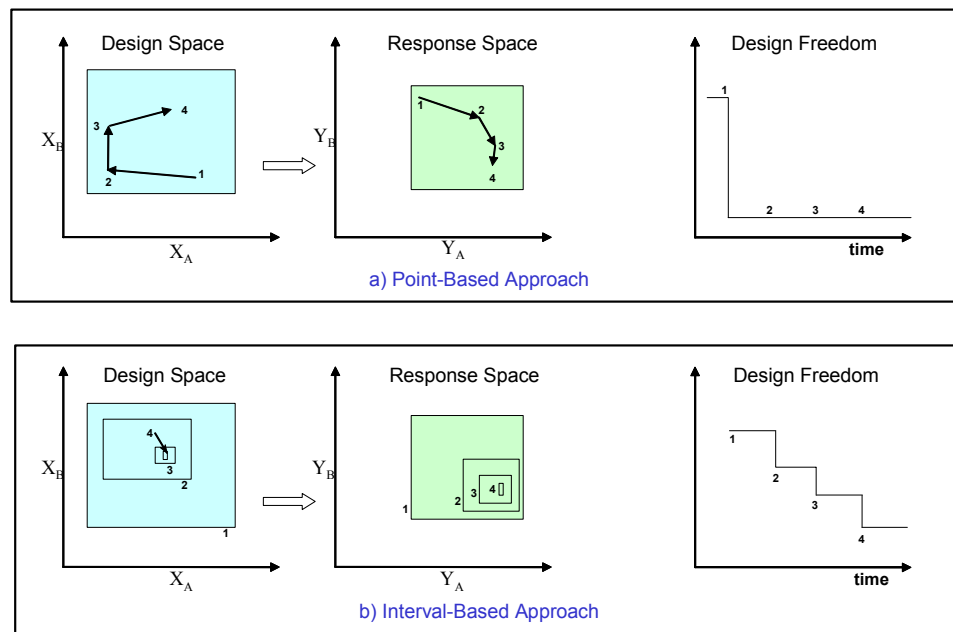 Design Space
Response Space
Design Freedom
X_B
3
4
2
1
X_A
Y_B
1
2
3
4
Y_A
1
2
3
4
time
a) Point-Based Approach
Design Space
Response Space
Design Freedom
X_B
4
3
2
1
X_A
Y_B
1
2
3
4
Y_A
1
2
3
4
time
b) Interval-Based Approach